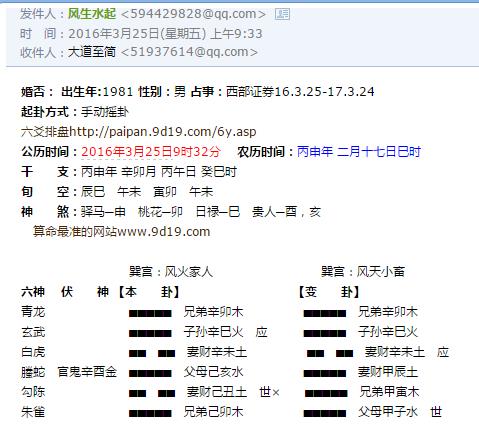 发件人：风生水起 <594429828@qq.com>
时　间：2016年3月25日(星期五) 上午9:33
收件人：大道至简 <51937614@qq.com>
婚否： 出生年:1981 性别：男 占事：西部证券16.3.25-17.3.24
起卦方式：手动摇卦
六爻排盘http://paipan.9d19.com/6y.asp
公历时间：2016年3月25日9时32分　农历时间：丙申年 二月十七日巳时
干　　支：丙申年 辛卯月 丙午日 癸巳时
旬　　空：辰巳　午未　寅卯　午未
神　　煞：驿马─申　桃花─卯　日禄─巳　贵人─酉，亥
算命最准的网站www.9d19.com
巽宫：风火家人　巽宫：风天小畜
六神　伏　　神【本　　卦】　【变　　卦】
青龙　兄弟辛卯木　兄弟辛卯木
玄武　子孙辛巳火　应　子孙辛巳火
白虎　妻财辛未土　妻财辛未土　应
螣蛇　官鬼辛酉金　父母己亥水　妻财甲辰土
勾陈　妻财己丑土　世×　兄弟甲寅木
朱雀　兄弟己卯木　父母甲子水　世